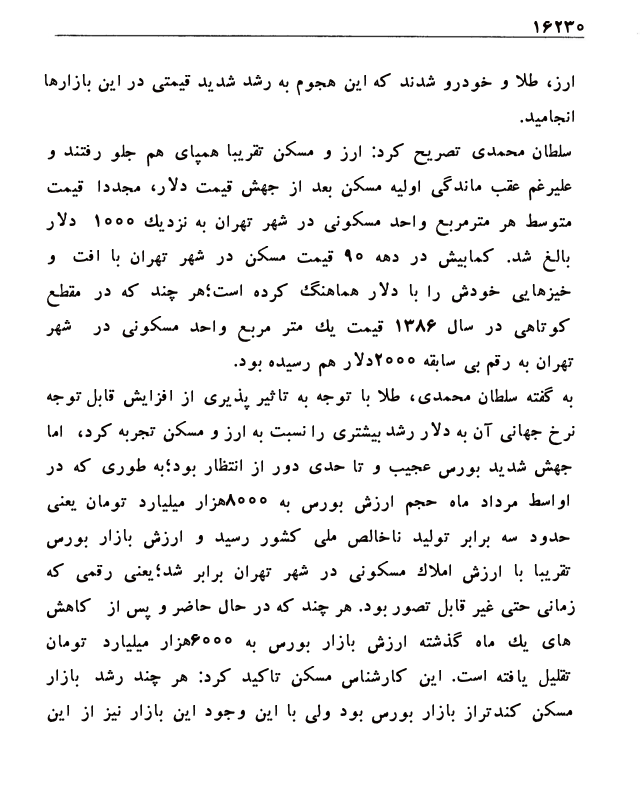 ۱۶۲۳۰
ارز، طلا و خودرو شدند که این هجوم به رشد شدید قیمتی در این بازارها
انجامید.
سلطان محمدی تصریح کرد: ارز و مسکن تقریبا همپای هم جلو رفتند و
علیرغم عقب ماندگی اولیه مسکن بعد از جهش قیمت دلار، مجددا قیمت
متوسط هر مترمربع واحد مسکونی در شهر تهران به نزدیک ۱۰۰۰ دلار
بالغ شد. کمابیش در دهه ۹۰ قیمت مسکن در شهر تهران با افت و
خیزهایی خودش را با دلار هماهنگ کرده است؛هر چند که در مقطع
کوتاهی در سال ۱۳۸۶ قیمت یك متر مربع واحد مسکونی در شهر
تهران به رقم بی سابقه ۲۰۰۰دلار هم رسیده بود.
به گفته سلطان محمدی، طلا با توجه به تاثیر پذیری از افزایش قابل توجه
نرخ جهانی آن به دلار رشد بیشتری را نسبت به ارز و مسکن تجربه کرد، اما
جهش شدید بورس عجیب و تا حدی دور از انتظار بود؛به طوری که در
اواسط مرداد ماه حجم ارزش بورس به ۸۰۰۰هزار میلیارد تومان یعنی
حدود سه برابر تولید ناخالص ملی کشور رسید و ارزش بازار بورس
تقریبا با ارزش املاك مسکونی در شهر تهران برابر شد؛یعنی رقمی که
زمانی حتی غیر قابل تصور بود. هر چند که در حال حاضر و پس از کاهش
های یك ماه گذشته ارزش بازار بورس به ۶۰۰۰هزار میلیارد تومان
تقلیل یافته است. این کارشناس مسکن تاکید کرد: هر چند رشد بازار
مسکن کندتراز بازار بورس بود ولی با این وجود این بازار نیز از این